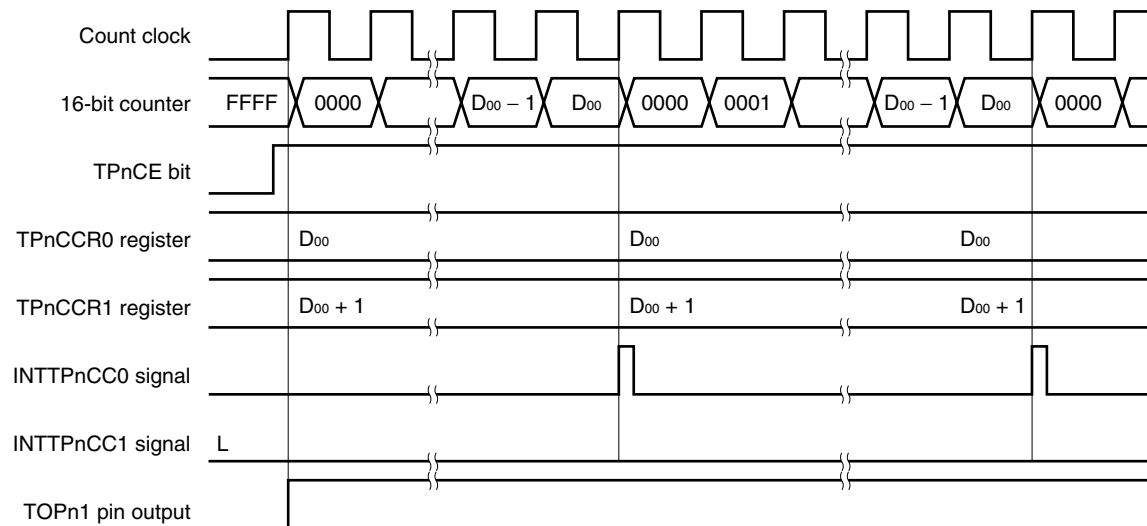 Count clock
16-bit counter FFFF 0000 D00 − 1 D00 0000 0001 D00 − 1 D00 0000
TPnCE bit
TPnCCR0 register D00 D00 D00
TPnCCR1 register D00 + 1 D00 + 1 D00 + 1
INTTPnCC0 signal
INTTPnCC1 signal L
TOPn1 pin output